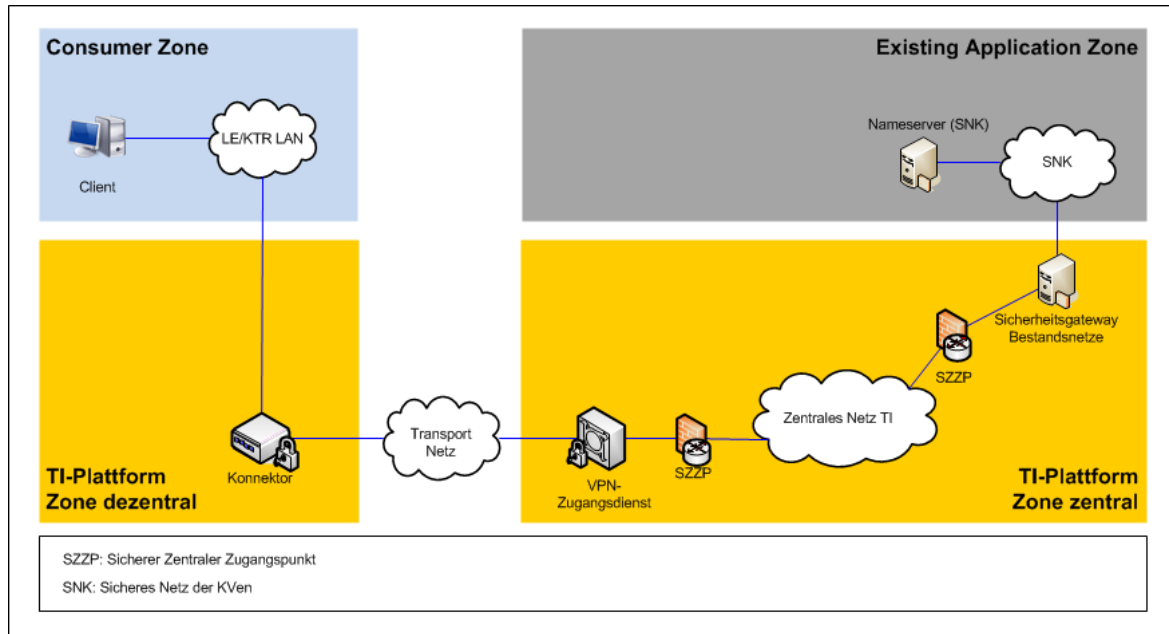 Consumer Zone
Existing Application Zone
LE/KTR LAN
Client
Nameserver (SNK)
SNK
Sicherheitsgateway
Bestandsnetze
SZZP
Zentrales Netz TI
Transport
Netz
Konnektor
VPN-
Zugangsdienst
SZZP
TI-Plattform
Zone dezentral
TI-Plattform
Zone zentral
SZZP: Sicherer Zentraler Zugangspunkt
SNK: Sicheres Netz der KVen